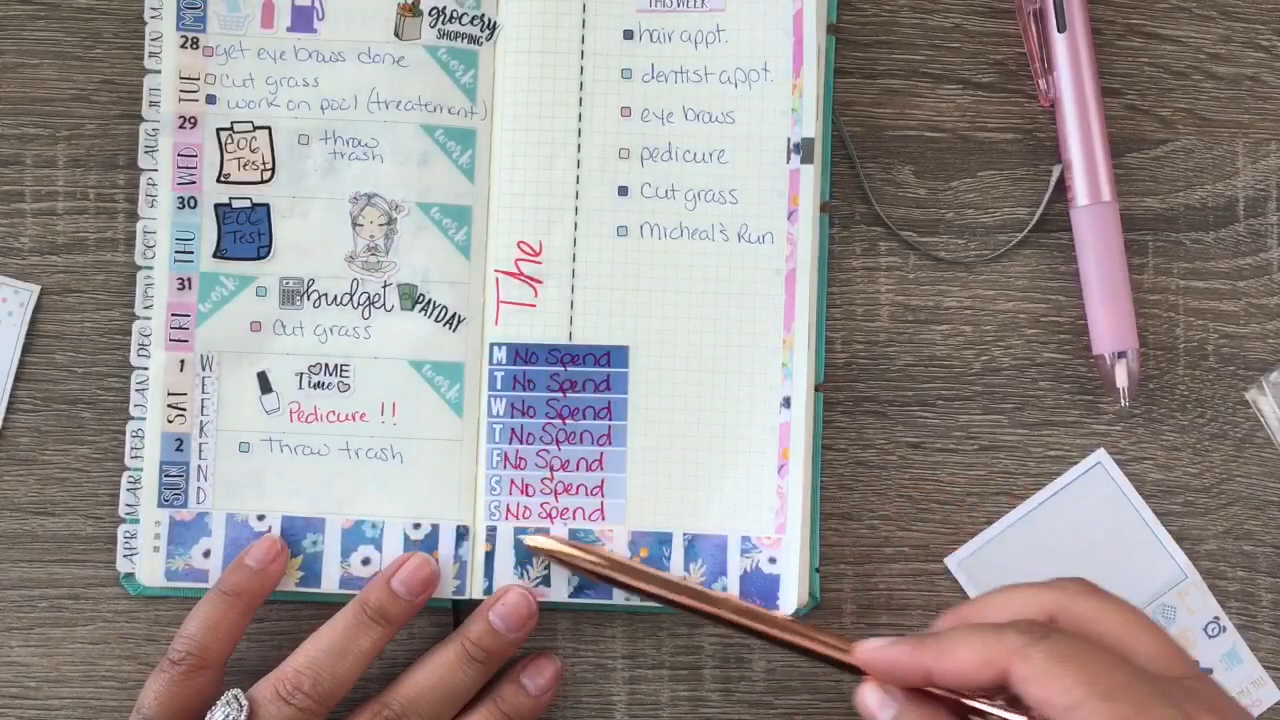 MO
grocery
SHOPPING
28
TUE
get eye brows done
cut grass
work on pool (treatement)
work
29
WED
EOC
Test
throw
trash
work
30
THU
EOC
Test
work
31
FRI
work
budget
PAYDAY
Cut grass
1
SAT
WEEKEND
ME
Time
Pedicure !!
work
2
SUN
Throw trash
JUN
AUG
SEP
OCT
NOV
DEC
JAN
FEB
MAR
APR
THIS WEEK
hair appt.
dentist appt.
eye brows
pedicure
Cut grass
Micheal's Run
The
M No Spend
T No Spend
W No Spend
T No Spend
F No Spend
S No Spend
S No Spend